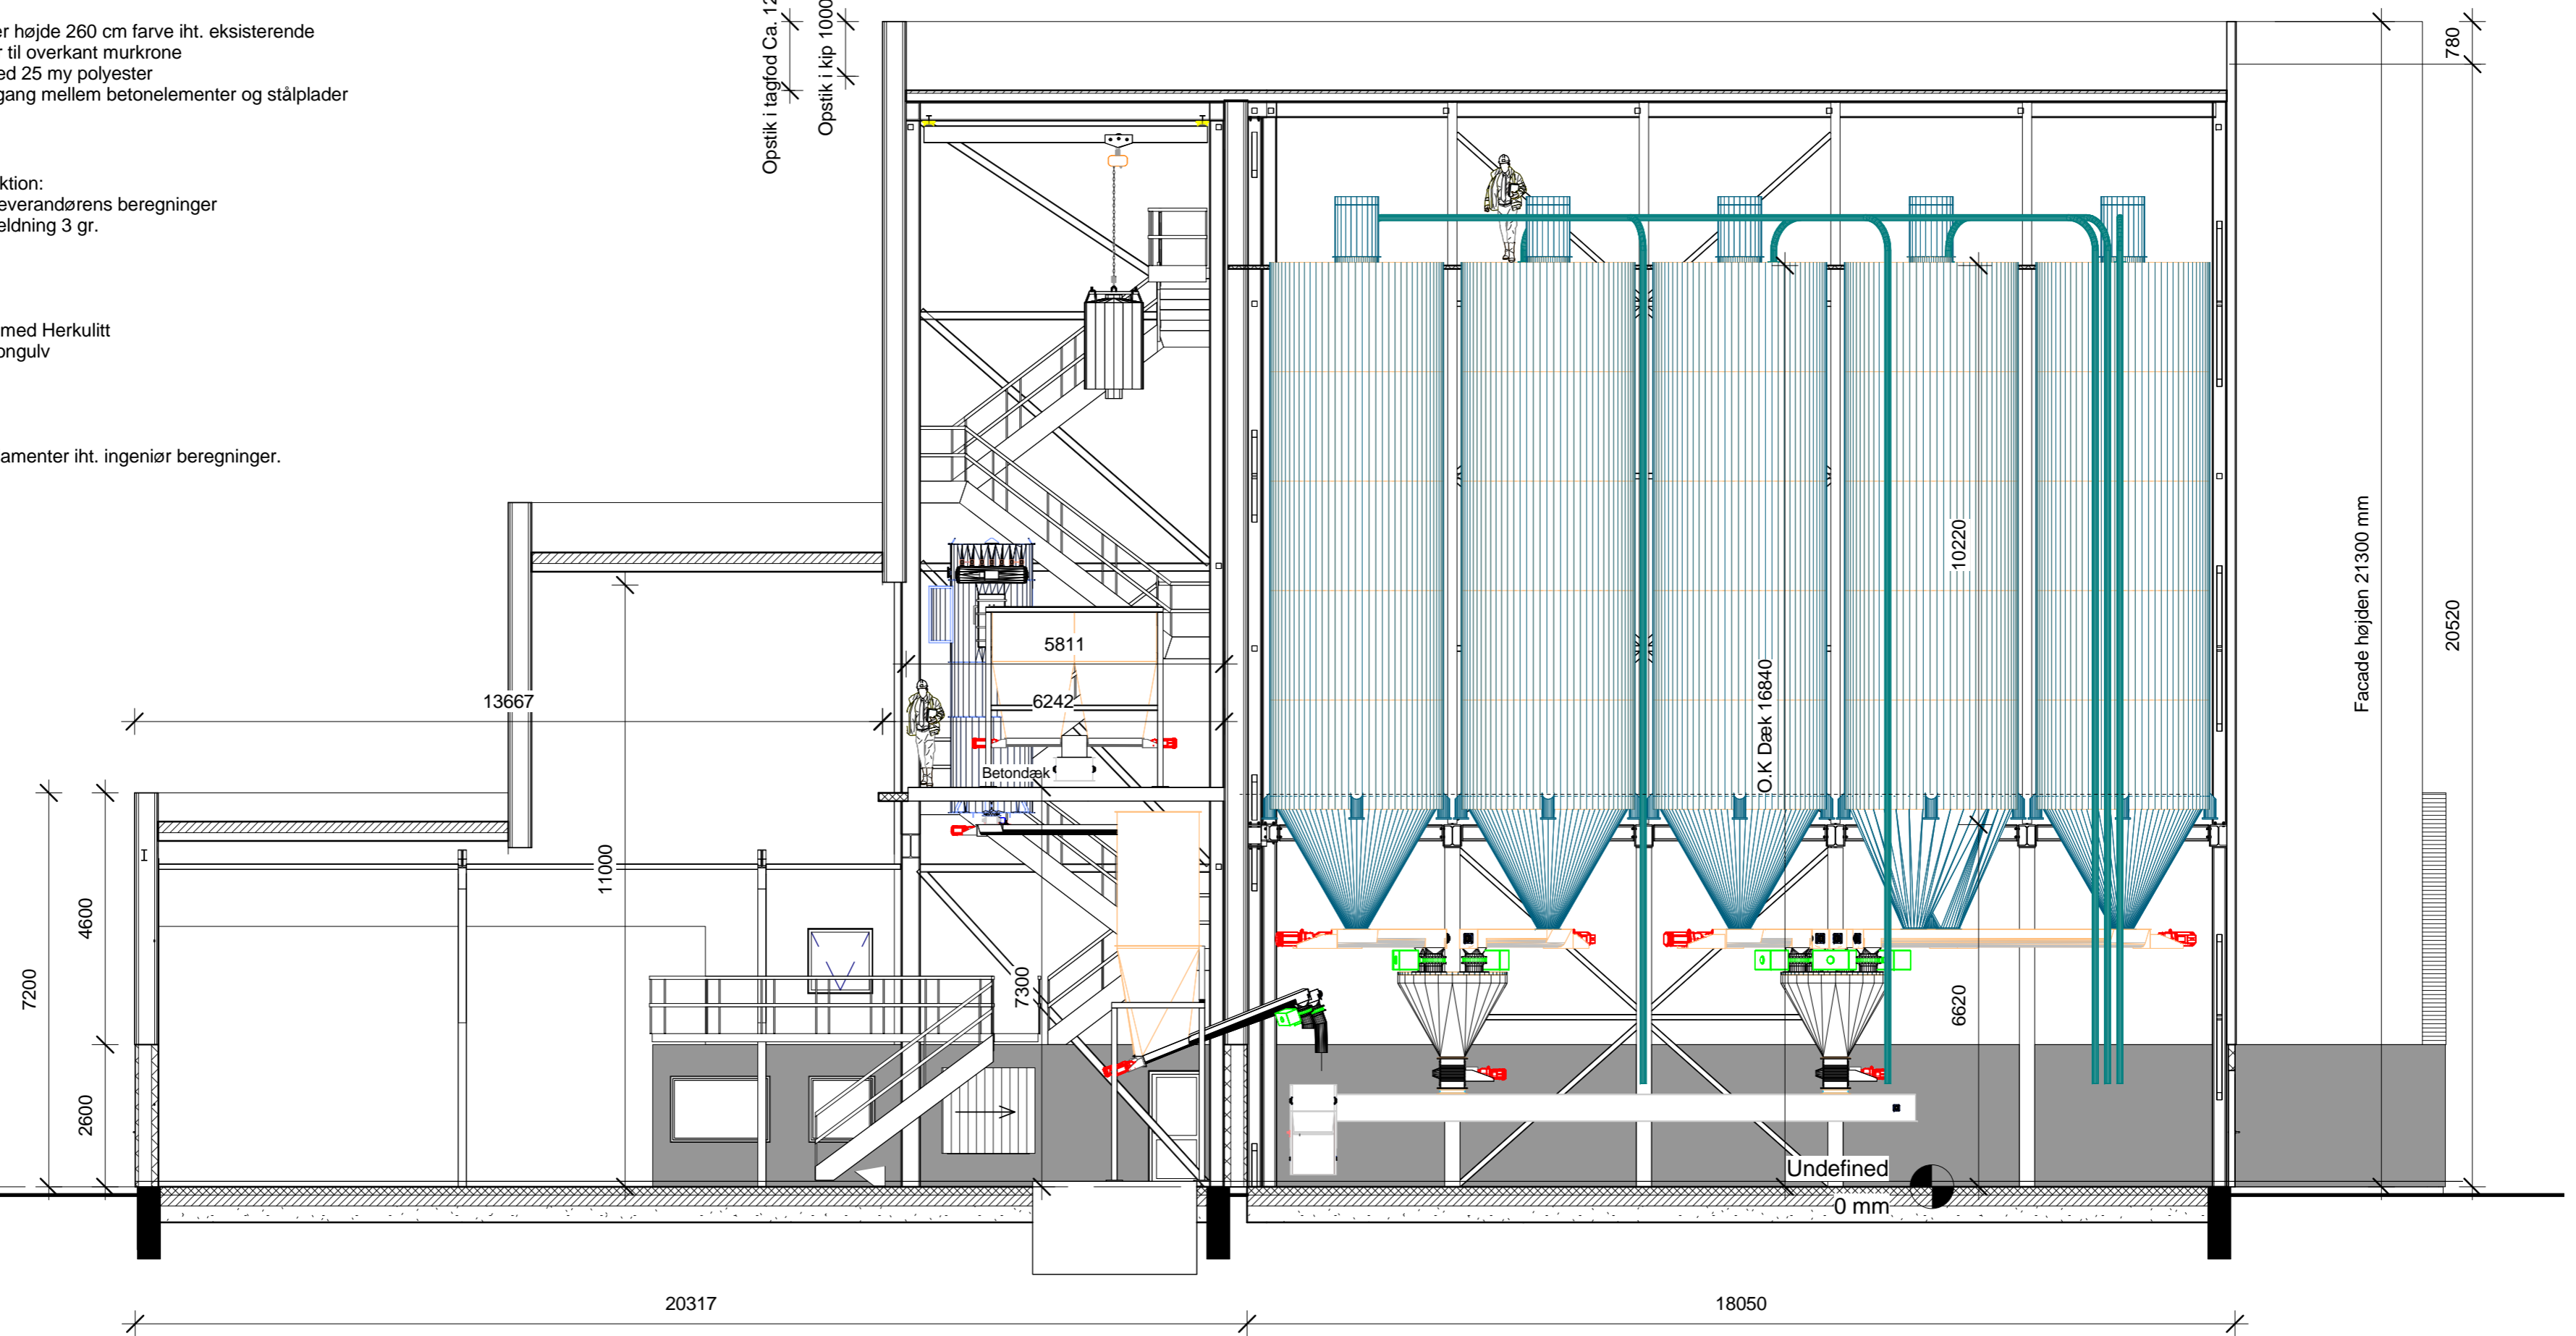 er højde 260 cm farve iht. eksisterende
r til overkant murkrone
ed 25 my polyester
gang mellem betonelementer og stålplader
ktion:
everandørens beregninger
eldning 3 gr.
med Herkulitt
ongulv
amenter iht. ingeniør beregninger.
Opstik i tagfod Ca. 12
Opstik i kip 1000
780
20520
Facade højden 21300 mm
10220
O.K Dæk 16840
6620
5811
6242
13667
Betondæk
11000
7300
4600
7200
2600
Undefined
0 mm
20317
18050